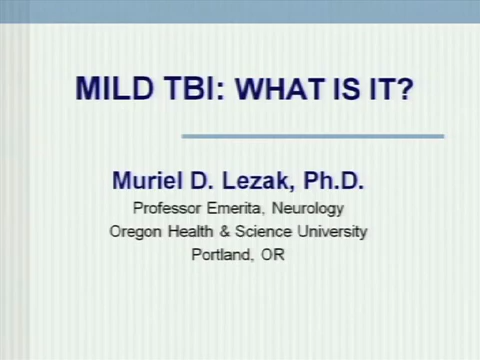 MILD TBI: WHAT IS IT?
Muriel D. Lezak, Ph.D.
Professor Emerita, Neurology
Oregon Health & Science University
Portland, OR